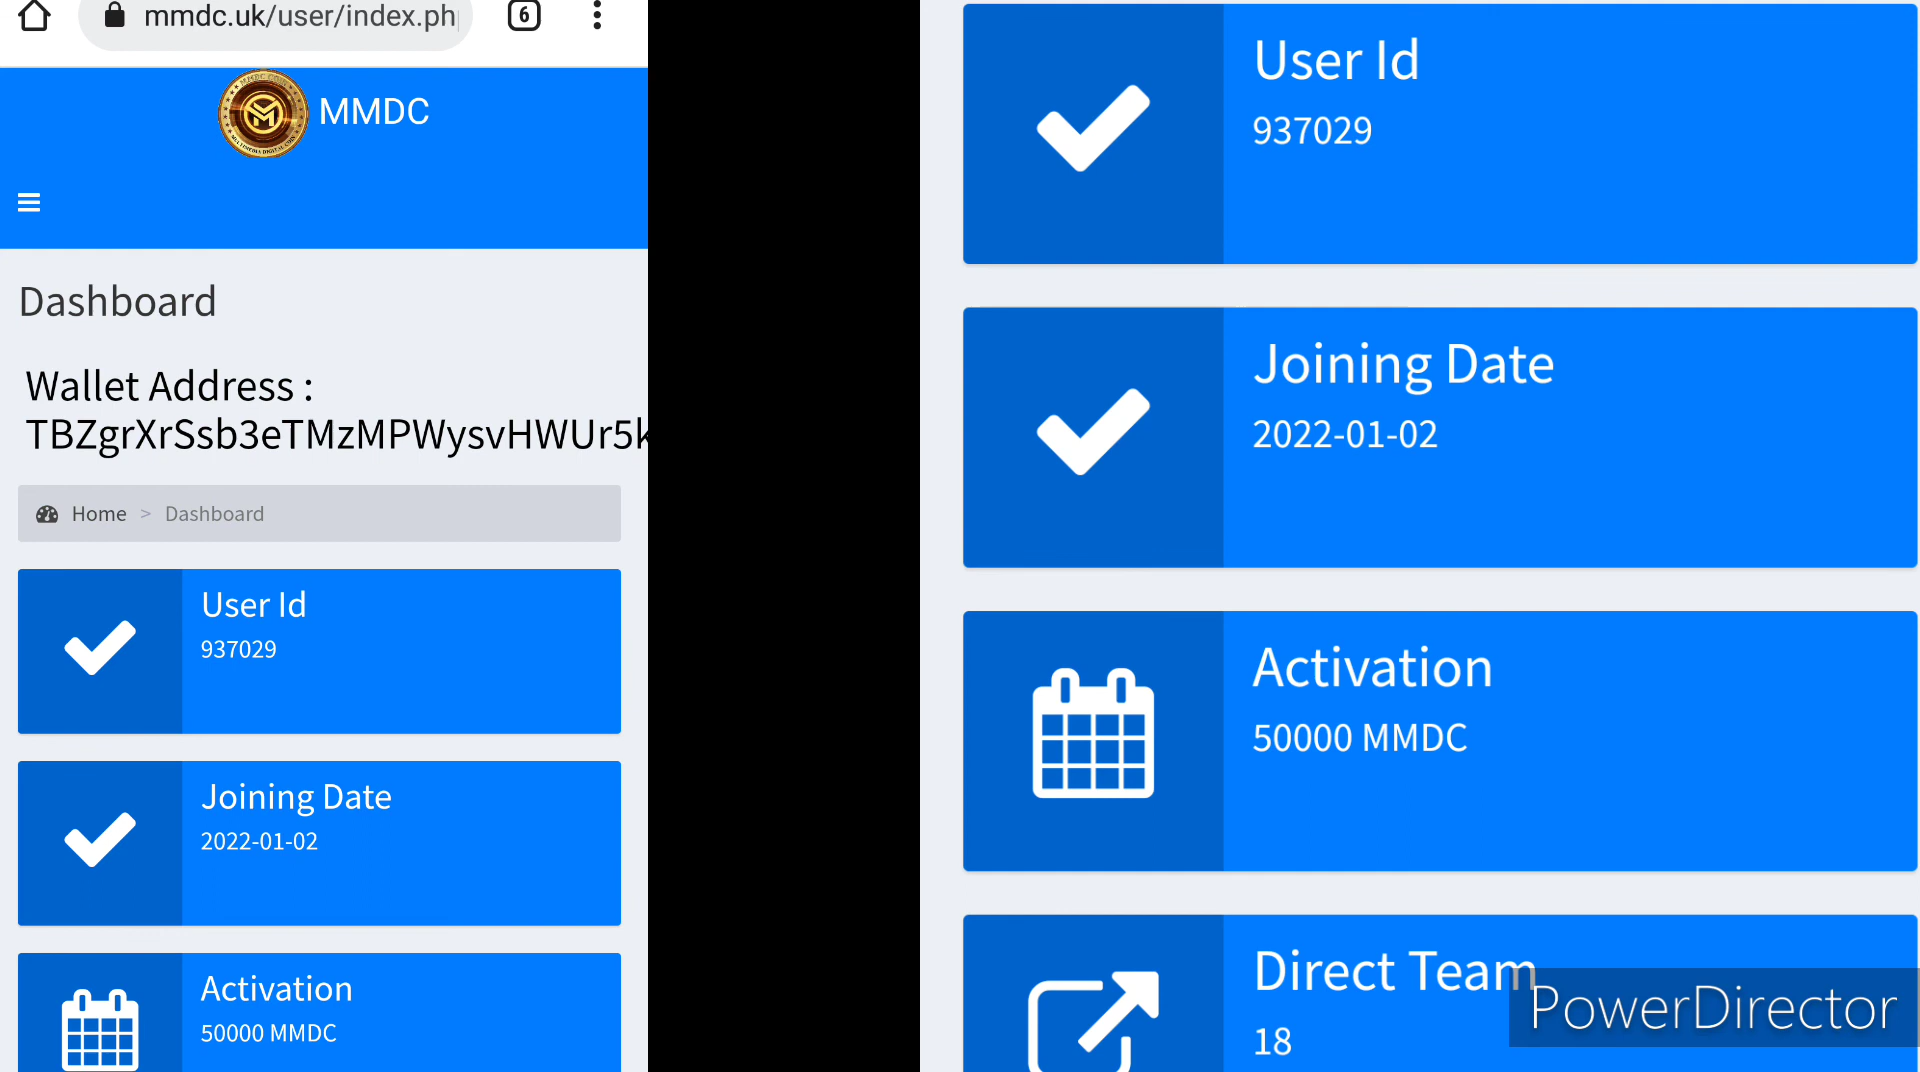 mmdc.uk/user/index.ph
6
MMDC
Dashboard
Wallet Address :
TBZgrXrSsb3eTMzMPWysvHWUr5k
Home > Dashboard
User Id
937029
Joining Date
2022-01-02
Activation
50000 MMDC
User Id
937029
Joining Date
2022-01-02
Activation
50000 MMDC
Direct Team
18
PowerDirector